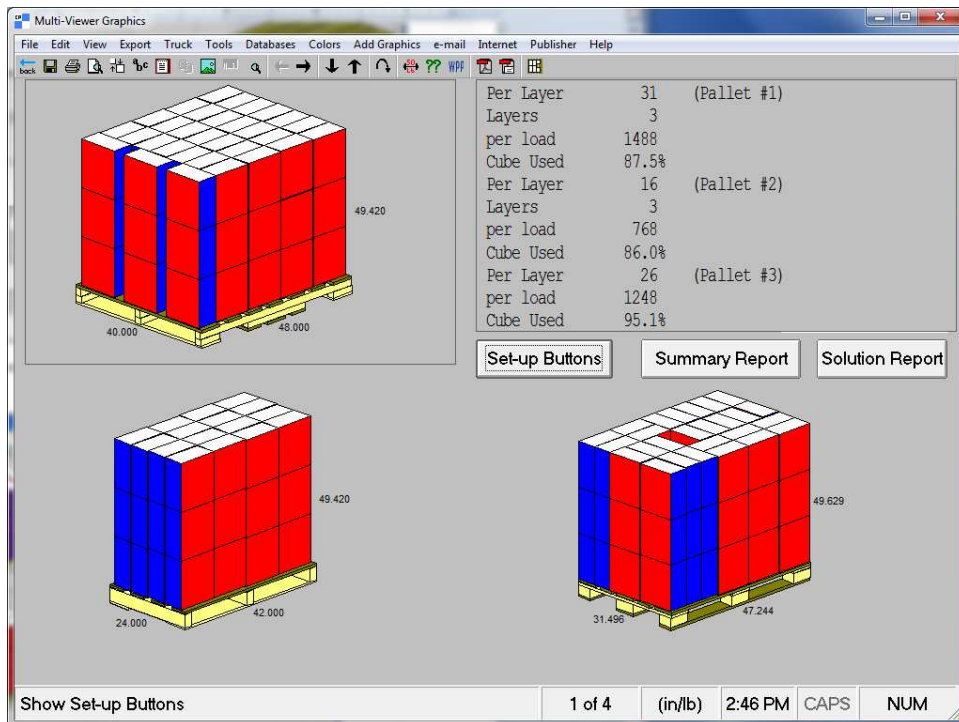 Multi-Viewer Graphics
File Edit View Export Truck Tools Databases Colors Add Graphics e-mail Internet Publisher Help
back abc ?? WPF
Per Layer 31 (Pallet #1)
Layers 3
per load 1488
Cube Used 87.5%
Per Layer 16 (Pallet #2)
Layers 3
per load 768
Cube Used 86.0%
Per Layer 26 (Pallet #3)
per load 1248
Cube Used 95.1%
49.420
40.000
48.000
Set-up Buttons Summary Report Solution Report
49.420
24.000
42.000
49.629
31.496
47.244
Show Set-up Buttons 1 of 4 (in/lb) 2:46 PM CAPS NUM